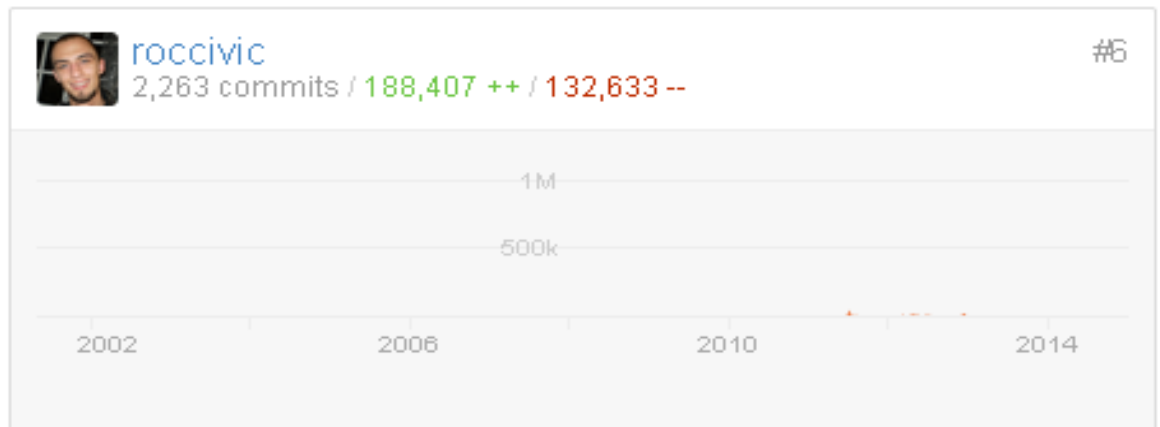 roccivic #6
2,263 commits / 188,407 ++ / 132,633 --
1M
500k
2002 2006 2010 2014